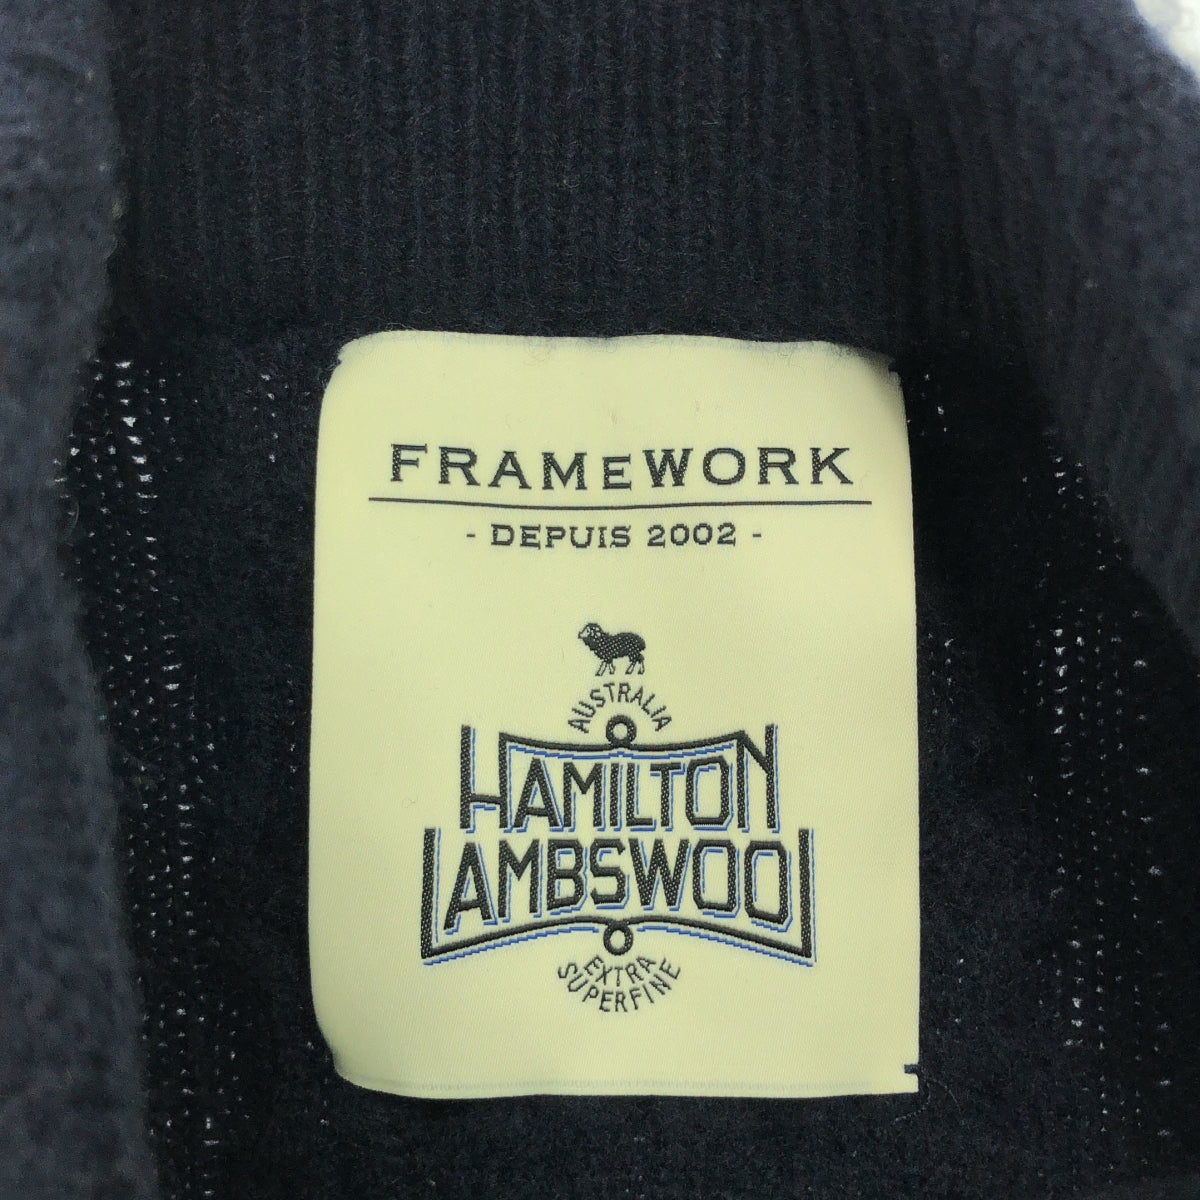 FRAMeWORK
- DEPUIS 2002 -
AUSTRALIA
HAMILTON
LAMBSWOOL
EXTRA
SUPERFINE